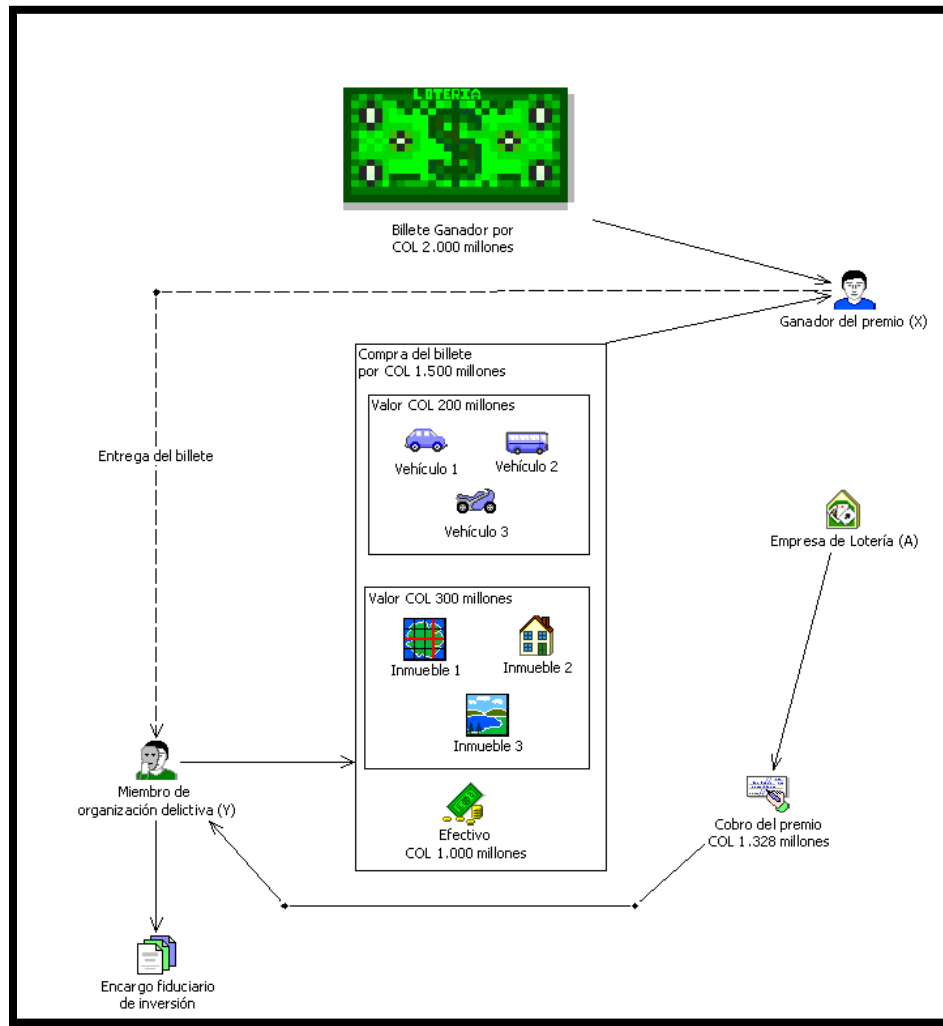 LOTERIA
Billete Ganador por
COL 2.000 millones
Ganador del premio (X)
Compra del billete
por COL 1.500 millones
Valor COL 200 millones
Vehículo 1
Vehículo 2
Vehículo 3
Entrega del billete
Empresa de Lotería (A)
Valor COL 300 millones
Inmueble 1
Inmueble 2
Inmueble 3
Miembro de
organización delictiva (Y)
Efectivo
COL 1.000 millones
Cobro del premio
COL 1.328 millones
Encargo fiduciario
de inversión